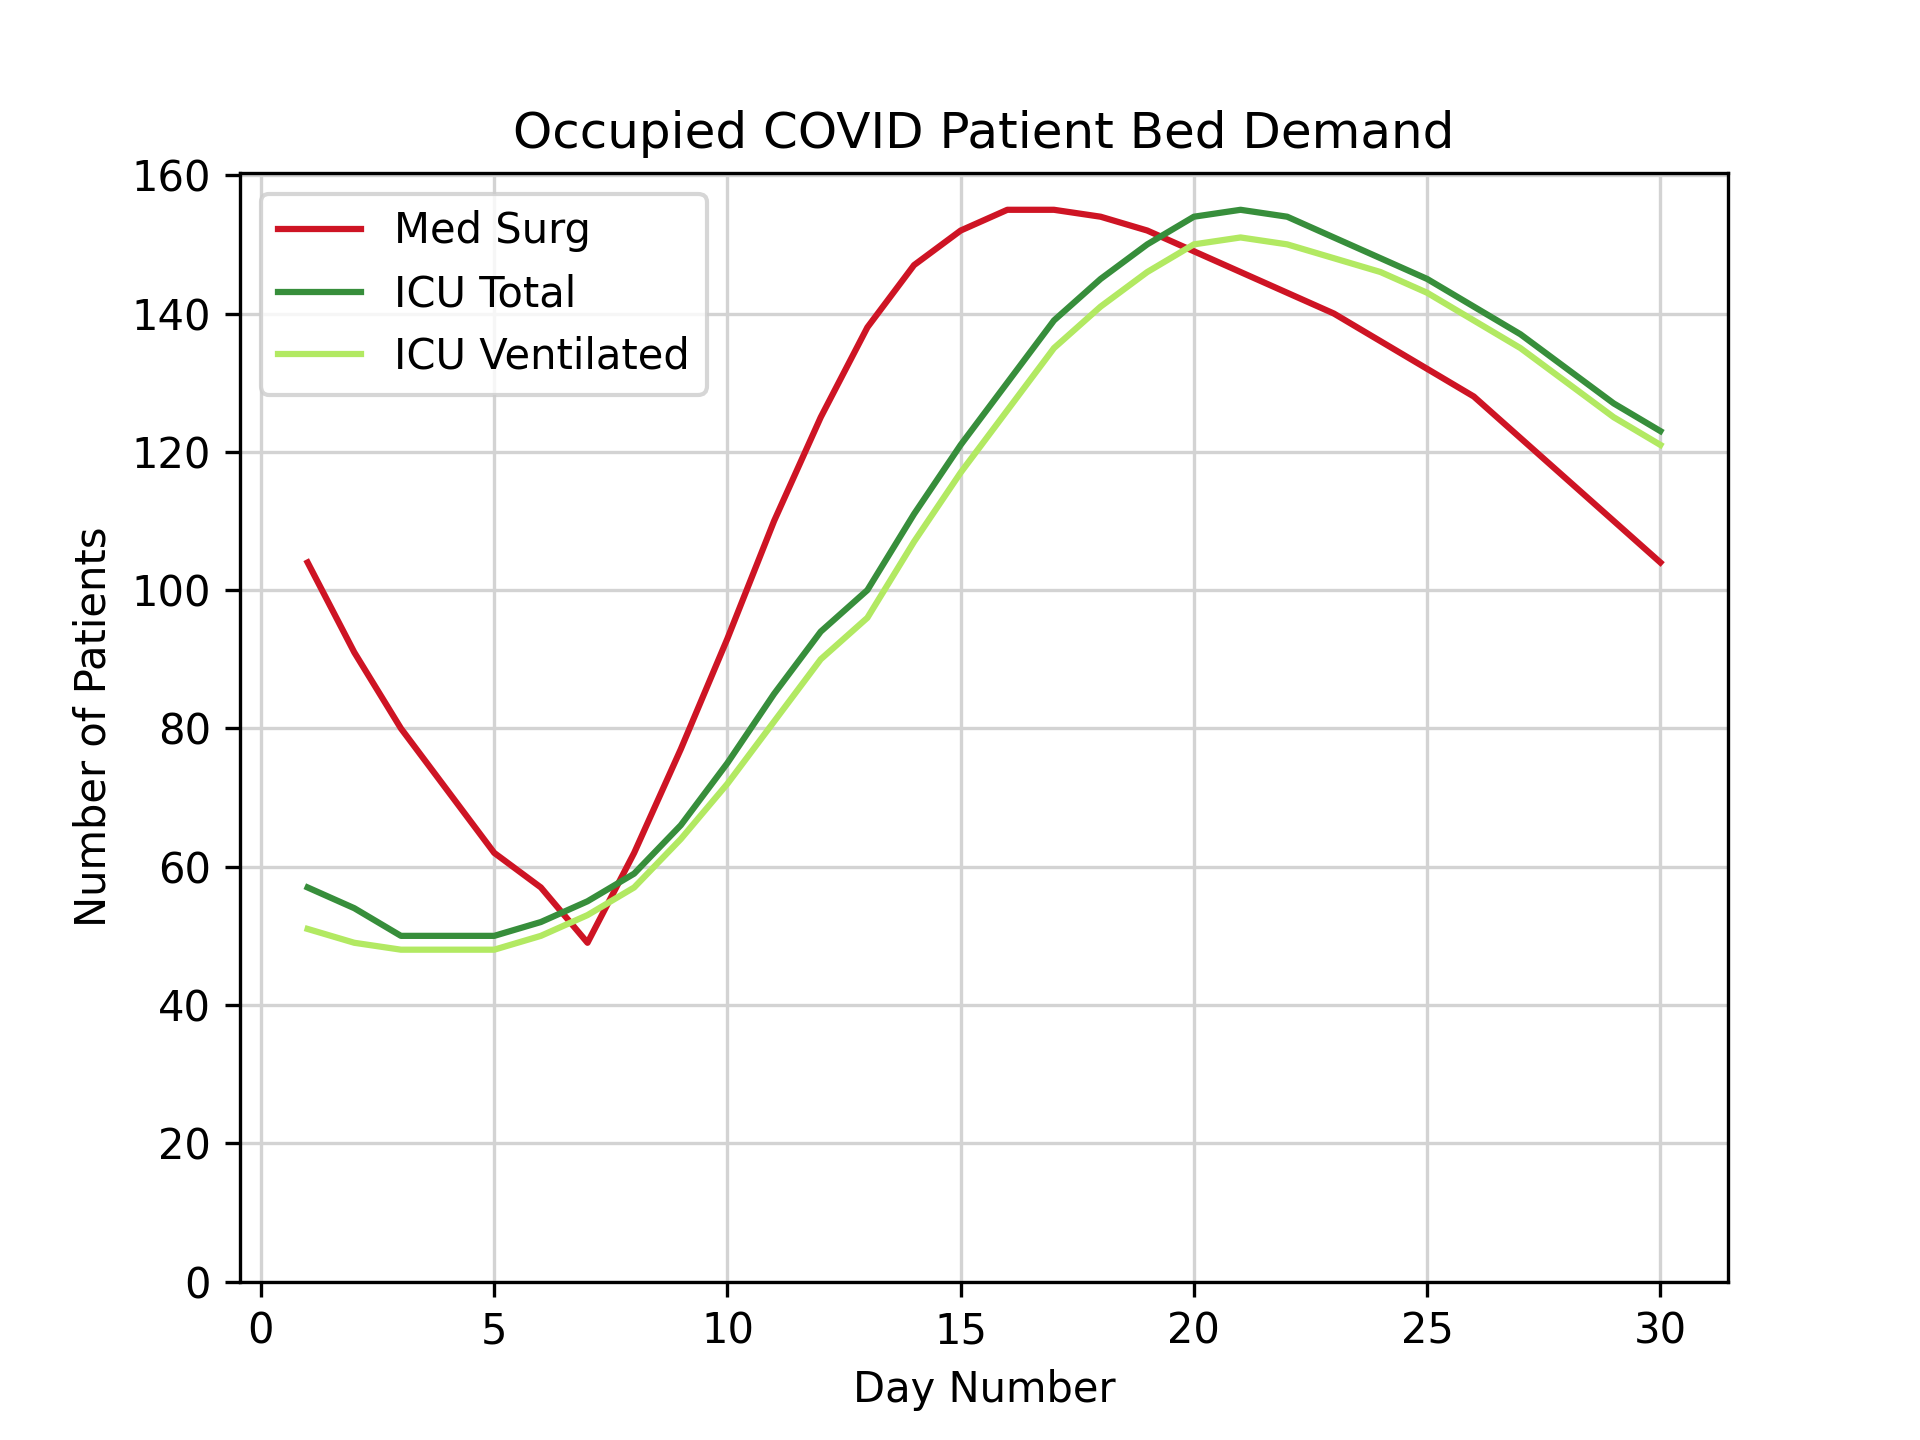 Occupied COVID Patient Bed Demand
Med Surg
ICU Total
ICU Ventilated
Number of Patients
160
140
120
100
80
60
40
20
0
0 5 10 15 20 25 30
Day Number